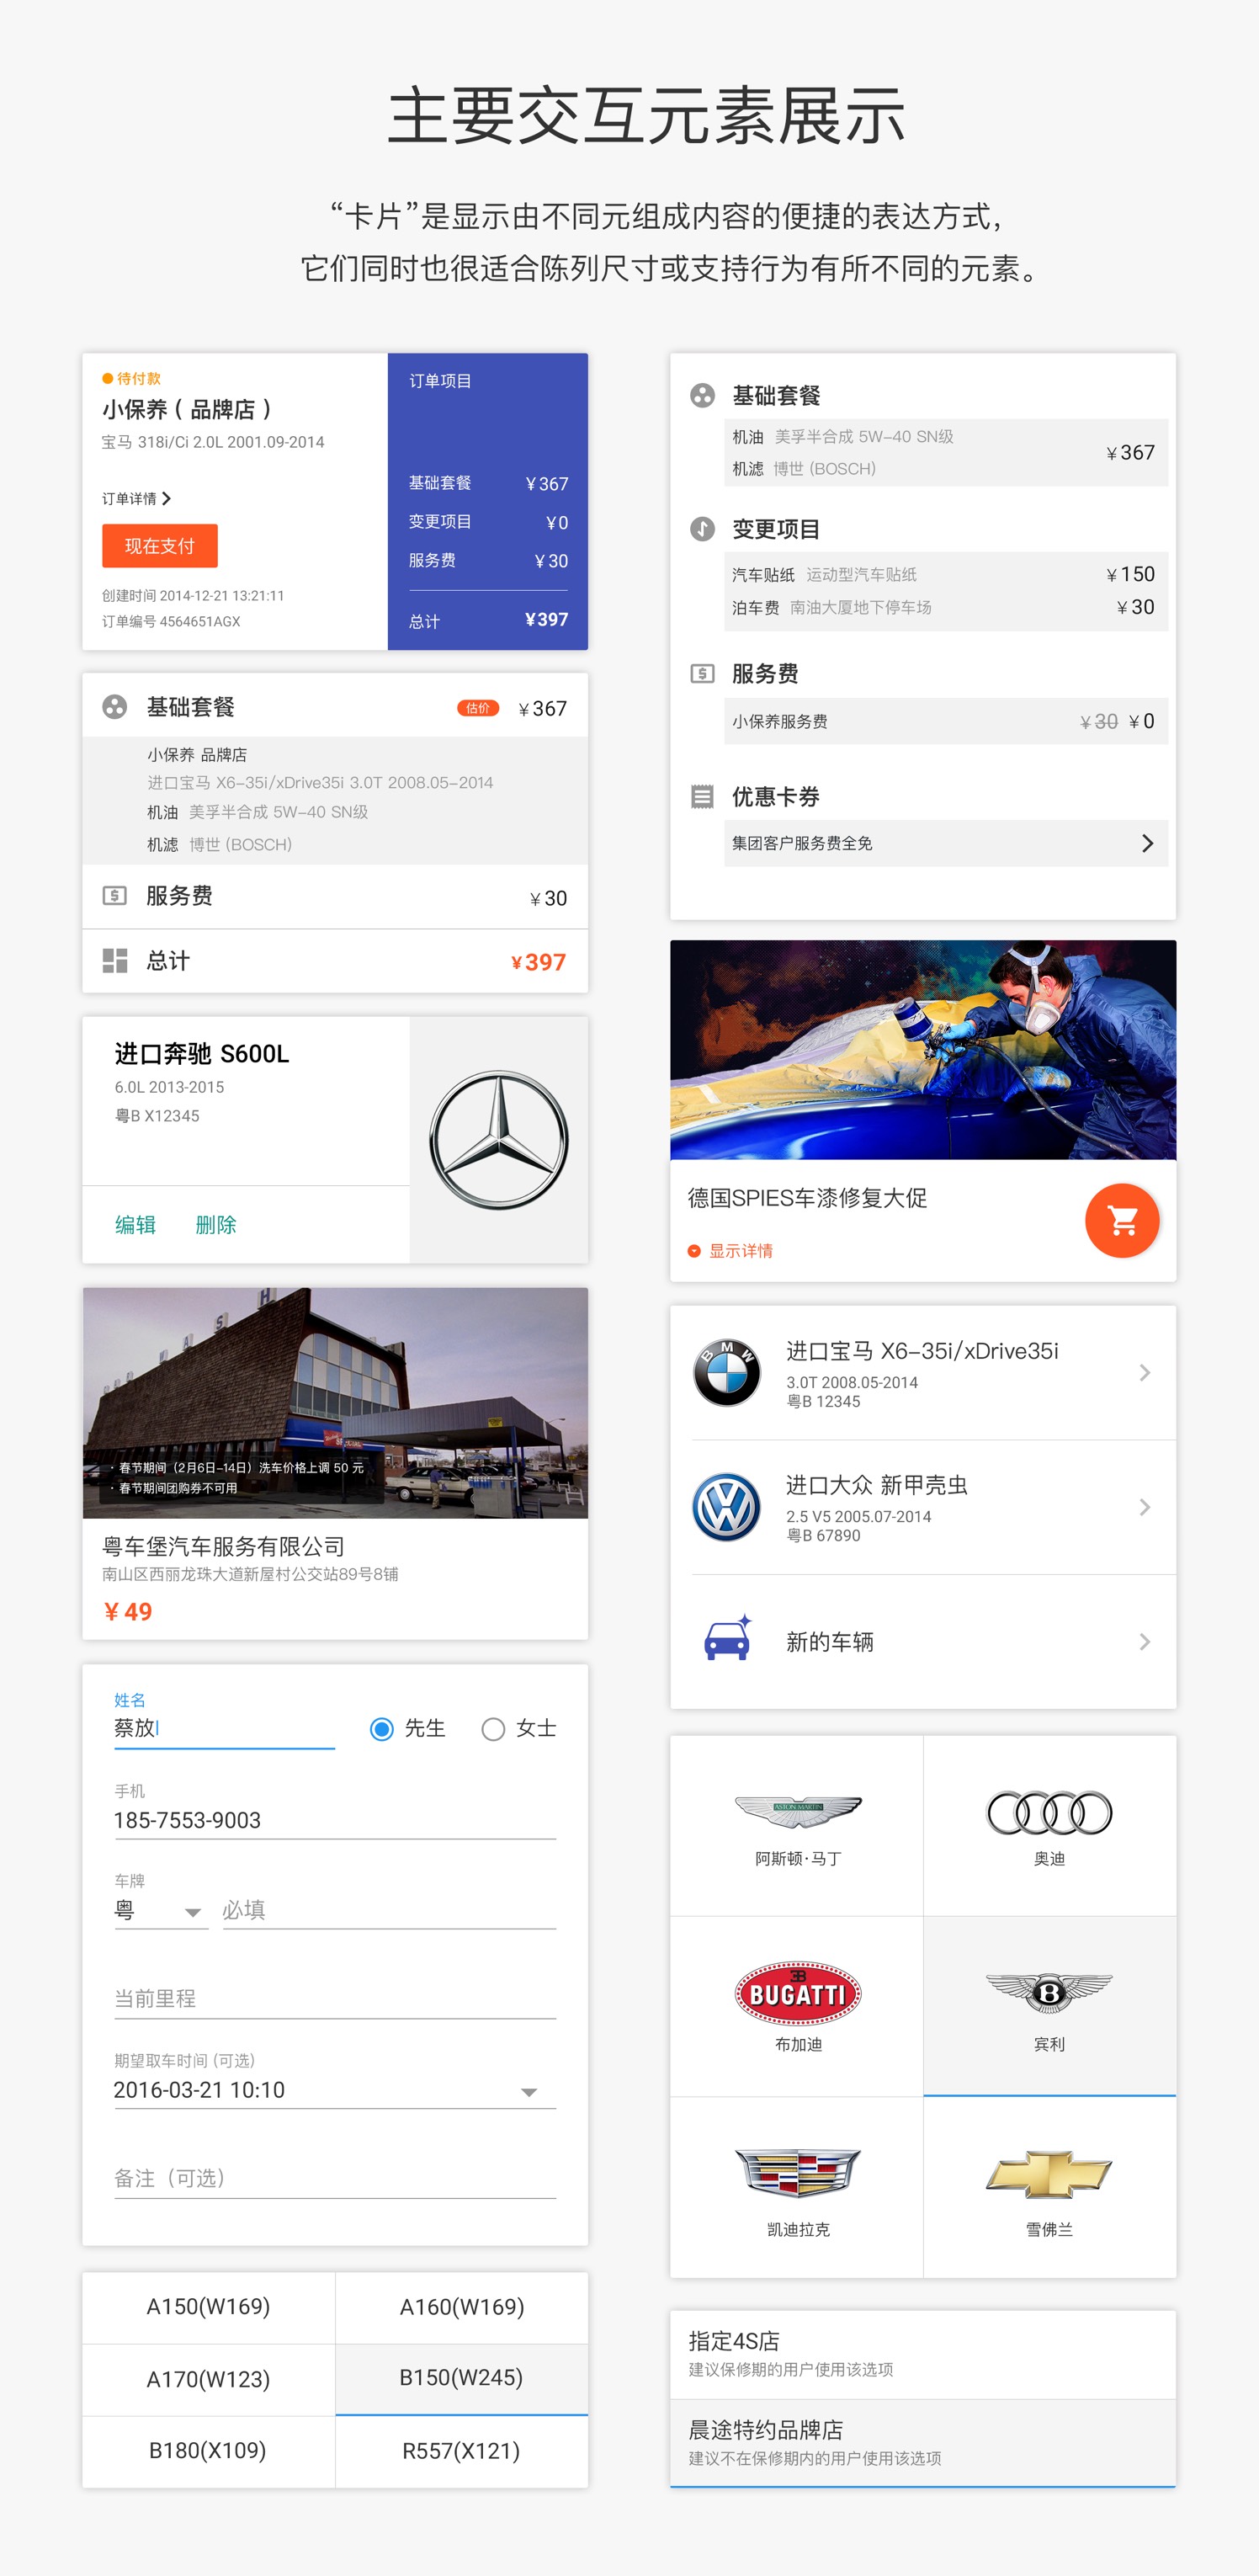 主要交互元素展示
“卡片”是显示由不同元组成内容的便捷的表达方式，
它们同时也很适合陈列尺寸或支持行为有所不同的元素。
待付款
小保养（品牌店）
宝马 318i/Ci 2.0L 2001.09-2014
订单详情
现在支付
创建时间 2014-12-21 13:21:11
订单编号 4564651AGX
订单项目
基础套餐 ¥367
变更项目 ¥0
服务费 ¥30
总计 ¥397
基础套餐 估价 ¥367
小保养 品牌店
进口宝马 X6-35i/xDrive35i 3.0T 2008.05-2014
机油 美孚半合成 5W-40 SN级
机滤 博世 (BOSCH)
服务费 ¥30
总计 ¥397
进口奔驰 S600L
6.0L 2013-2015
粤B X12345
编辑 删除
W A S H
· 春节期间（2月6日-14日）洗车价格上调 50 元
· 春节期间团购券不可用
粤车堡汽车服务有限公司
南山区西丽龙珠大道新屋村公交站89号8铺
¥49
姓名
蔡放 先生 女士
手机
185-7553-9003
车牌
粤 必填
当前里程
期望取车时间 (可选)
2016-03-21 10:10
备注（可选）
A150(W169) A160(W169)
A170(W123) B150(W245)
B180(X109) R557(X121)
基础套餐
机油 美孚半合成 5W-40 SN级
机滤 博世 (BOSCH)
¥367
变更项目
汽车贴纸 运动型汽车贴纸 ¥150
泊车费 南油大厦地下停车场 ¥30
服务费
小保养服务费 ¥30 ¥0
优惠卡券
集团客户服务费全免
德国SPIES车漆修复大促
显示详情
BMW
进口宝马 X6-35i/xDrive35i
3.0T 2008.05-2014
粤B 12345
进口大众 新甲壳虫
2.5 V5 2005.07-2014
粤B 67890
新的车辆
ASTON MARTIN
阿斯顿·马丁 奥迪
BUGATTI B
布加迪 宾利
凯迪拉克 雪佛兰
指定4S店
建议保修期的用户使用该选项
晨途特约品牌店
建议不在保修期内的用户使用该选项